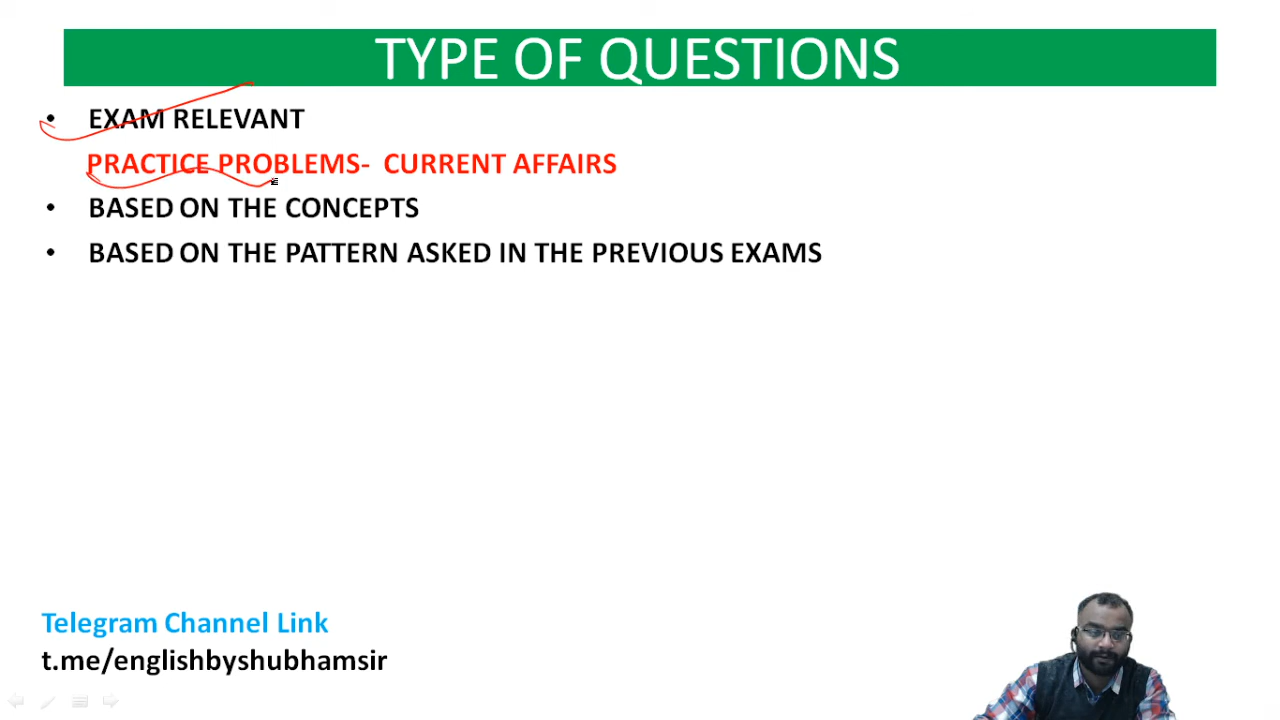 TYPE OF QUESTIONS
• EXAM RELEVANT
PRACTICE PROBLEMS- CURRENT AFFAIRS
• BASED ON THE CONCEPTS
• BASED ON THE PATTERN ASKED IN THE PREVIOUS EXAMS
Telegram Channel Link
t.me/englishbyshubhamsir